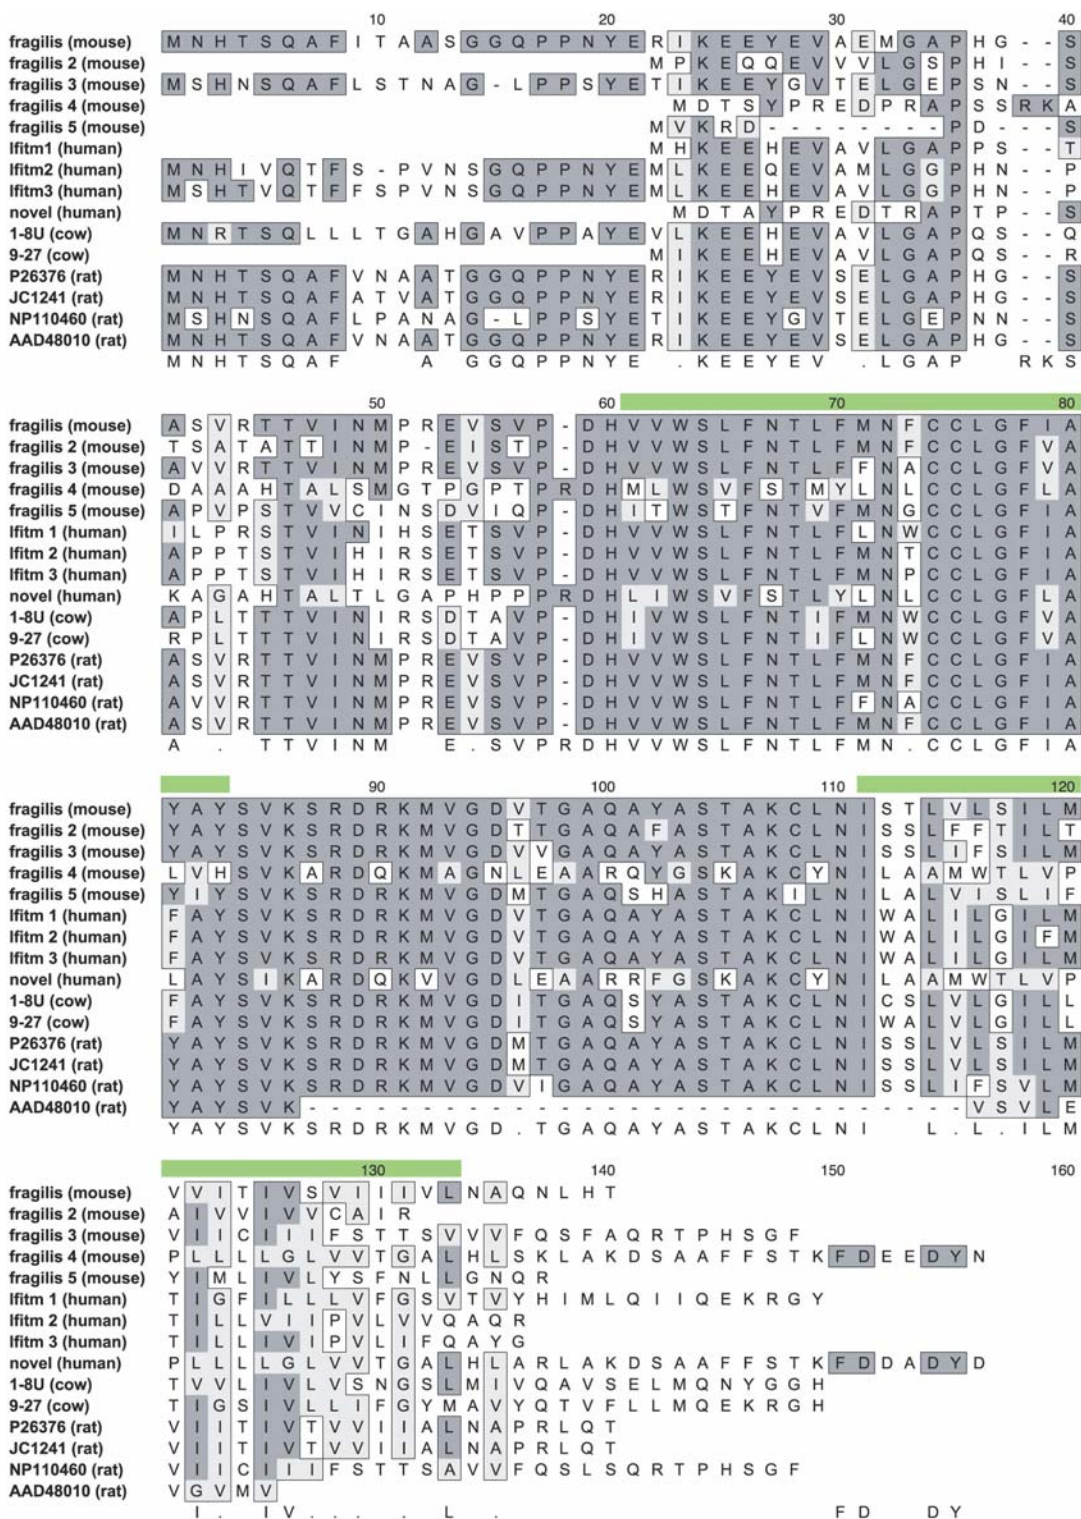 10 20 30 40
fragilis (mouse) M N H T S Q A F I T A A S G G Q P P N Y E R I K E E Y E V A E M G A P H G - - S
fragilis 2 (mouse) M P K E Q Q E V V V L G S P H I - - S
fragilis 3 (mouse) M S H N S Q A F L S T N A G - L P P S Y E T I K E E Y G V T E L G E P S N - - S
fragilis 4 (mouse) M D T S Y P R E D P R A P S S R K A
fragilis 5 (mouse) M V K R D - - - - - - - - P D - - S
Ifitm1 (human) M H K E E H E V A V L G A P P S - - T
Ifitm2 (human) M N H I V Q T F S - P V N S G Q P P N Y E M L K E E Q E V A M L G G P H N - - P
Ifitm3 (human) M S H T V Q T F F S P V N S G Q P P N Y E M L K E E H E V A V L G G P H N - - P
novel (human) M D T A Y P R E D T R A P T P - - S
1-8U (cow) M N R T S Q L L L T G A H G A V P P A Y E V L K E E H E V A V L G A P Q S - - Q
9-27 (cow) M I K E E H E V A V L G A P Q S - - R
P26376 (rat) M N H T S Q A F V N A A T G G Q P P N Y E R I K E E Y E V S E L G A P H G - - S
JC1241 (rat) M N H T S Q A F A T V A T G G Q P P N Y E R I K E E Y E V S E L G A P H G - - S
NP110460 (rat) M S H N S Q A F L P A N A G - L P P S Y E T I K E E Y G V T E L G E P N N - - S
AAD48010 (rat) M N H T S Q A F V N A A T G G Q P P N Y E R I K E E Y E V S E L G A P H G - - S
M N H T S Q A F A G G Q P P N Y E . K E E Y E V . L G A P R K S
50 60 70 80
fragilis (mouse) A S V R T T V I N M P R E V S V P - D H V V W S L F N T L F M N F C C L G F I A
fragilis 2 (mouse) T S A T A T T I N M P - E I S T P - D H V V W S L F N T L F M N F C C L G F V A
fragilis 3 (mouse) A V V R T T V I N M P R E V S V P - D H V V W S L F N T L F F N A C C L G F V A
fragilis 4 (mouse) D A A A H T A L S M G T P G P T P R D H M L W S V F S T M Y L N L C C L G F L A
fragilis 5 (mouse) A P V P S T V V C I N S D V I Q P - D H I T W S T F N T V F M N G C C L G F I A
Ifitm 1 (human) I L P R S T V I N I H S E T S V P - D H V V W S L F N T L F L N W C C L G F I A
Ifitm 2 (human) A P P T S T V I H I R S E T S V P - D H V V W S L F N T L F M N T C C L G F I A
Ifitm 3 (human) A P P T S T V I H I R S E T S V P - D H V V W S L F N T L F M N P C C L G F I A
novel (human) K A G A H T A L T L G A P H P P P R D H L I W S V F S T L Y L N L C C L G F L A
1-8U (cow) A P L T T T V I N I R S D T A V P - D H I V W S L F N T I F M N W C C L G F V A
9-27 (cow) R P L T T T V I N I R S D T A V P - D H I V W S L F N T I F L N W C C L G F V A
P26376 (rat) A S V R T T V I N M P R E V S V P - D H V V W S L F N T L F M N F C C L G F I A
JC1241 (rat) A S V R T T V I N M P R E V S V P - D H V V W S L F N T L F M N F C C L G F I A
NP110460 (rat) A V V R T T V I N M P R E V S V P - D H V V W S L F N T L F F N A C C L G F I A
AAD48010 (rat) A S V R T T V I N M P R E V S V P - D H V V W S L F N T L F M N F C C L G F I A
A . T T V I N M E . S V P R D H V V W S L F N T L F M N . C C L G F I A
90 100 110 120
fragilis (mouse) Y A Y S V K S R D R K M V G D V T G A Q A Y A S T A K C L N I S T L V L S I L M
fragilis 2 (mouse) Y A Y S V K S R D R K M V G D T T G A Q A F A S T A K C L N I S S L F F T I L T
fragilis 3 (mouse) Y A Y S V K S R D R K M V G D V V G A Q A Y A S T A K C L N I S S L I F S I L M
fragilis 4 (mouse) L V H S V K A R D Q K M A G N L E A A R Q Y G S K A K C Y N I L A A M W T L V P
fragilis 5 (mouse) Y I Y S V K S R D R K M V G D M T G A Q S H A S T A K I L N I L A L V I S L I F
Ifitm 1 (human) F A Y S V K S R D R K M V G D V T G A Q A Y A S T A K C L N I W A L I L G I L M
Ifitm 2 (human) F A Y S V K S R D R K M V G D V T G A Q A Y A S T A K C L N I W A L I L G I F M
Ifitm 3 (human) F A Y S V K S R D R K M V G D V T G A Q A Y A S T A K C L N I W A L I L G I L M
novel (human) L A Y S I K A R D Q K V V G D L E A A R R F G S K A K C Y N I L A A M W T L V P
1-8U (cow) F A Y S V K S R D R K M V G D I T G A Q S Y A S T A K C L N I C S L V L G I L L
9-27 (cow) F A Y S V K S R D R K M V G D I T G A Q S Y A S T A K C L N I W A L V L G I L L
P26376 (rat) Y A Y S V K S R D R K M V G D M T G A Q A Y A S T A K C L N I S S L V L S I L M
JC1241 (rat) Y A Y S V K S R D R K M V G D M T G A Q A Y A S T A K C L N I S S L V L S I L M
NP110460 (rat) Y A Y S V K S R D R K M V G D V I G A Q A Y A S T A K C L N I S S L I F S V L M
AAD48010 (rat) Y A Y S V K - - - - - - - - - - - - - - - - - - - - - - - - - - - - - V S V L E
Y A Y S V K S R D R K M V G D . T G A Q A Y A S T A K C L N I L . L . I L M
130 140 150 160
fragilis (mouse) V V I T I V S V I I I V L N A Q N L H T
fragilis 2 (mouse) A I V V I V V C A I R
fragilis 3 (mouse) V I I C I I I F S T T S V V V F Q S F A Q R T P H S G F
fragilis 4 (mouse) P L L L L G L V V T G A L H L S K L A K D S A A F F S T K F D E E D Y N
fragilis 5 (mouse) Y I M L I V L Y S F N L L G N Q R
Ifitm 1 (human) T I G F I L L L V F G S V T V Y H I M L Q I I Q E K R G Y
Ifitm 2 (human) T I L L V I I P V L V V Q A Q R
Ifitm 3 (human) T I L L I V I P V L I F Q A Y G
novel (human) P L L L L G L V V T G A L H L A R L A K D S A A F F S T K F D D A D Y D
1-8U (cow) T V V L I V L V S N G S L M I V Q A V S E L M Q N Y G G H
9-27 (cow) T I G S I V L L I F G Y M A V Y Q T V F L L M Q E K R G H
P26376 (rat) V I I T I V T V V I I A L N A P R L Q T
JC1241 (rat) V I I T I V T V V I I A L N A P R L Q T
NP110460 (rat) V I I C I I I F S T T S A V V F Q S L S Q R T P H S G F
AAD48010 (rat) V G V M V
I . I V . . . . L . F D D Y